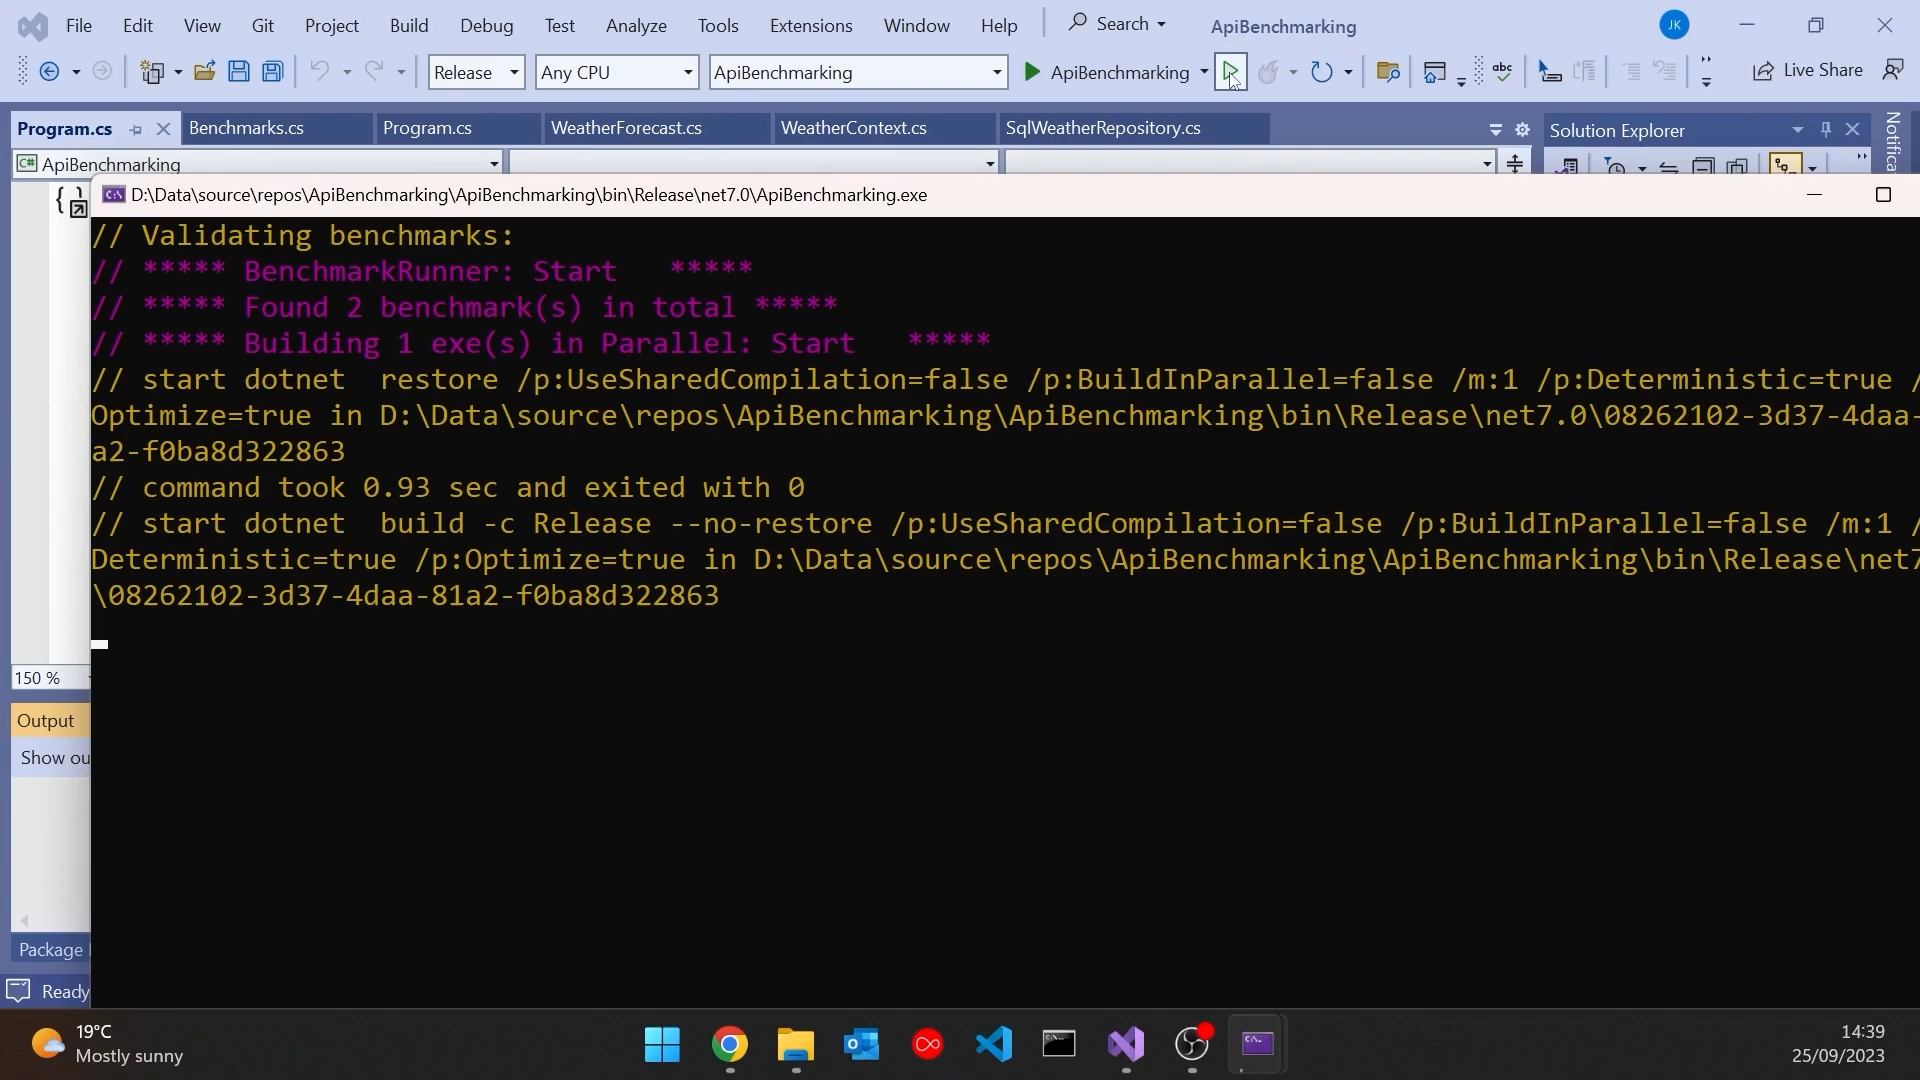 File Edit View Git Project Build Debug Test Analyze Tools Extensions Window Help Search ApiBenchmarking JK
Release Any CPU ApiBenchmarking ApiBenchmarking abc Live Share
Program.cs Benchmarks.cs Program.cs WeatherForecast.cs WeatherContext.cs SqlWeatherRepository.cs Solution Explorer
C# ApiBenchmarking
D:\Data\source\repos\ApiBenchmarking\ApiBenchmarking\bin\Release\net7.0\ApiBenchmarking.exe
// Validating benchmarks:
// ***** BenchmarkRunner: Start   *****
// ***** Found 2 benchmark(s) in total *****
// ***** Building 1 exe(s) in Parallel: Start   *****
// start dotnet  restore /p:UseSharedCompilation=false /p:BuildInParallel=false /m:1 /p:Deterministic=true /
Optimize=true in D:\Data\source\repos\ApiBenchmarking\ApiBenchmarking\bin\Release\net7.0\08262102-3d37-4daa-
a2-f0ba8d322863
// command took 0.93 sec and exited with 0
// start dotnet  build -c Release --no-restore /p:UseSharedCompilation=false /p:BuildInParallel=false /m:1 /
Deterministic=true /p:Optimize=true in D:\Data\source\repos\ApiBenchmarking\ApiBenchmarking\bin\Release\net7
\08262102-3d37-4daa-81a2-f0ba8d322863
150 %
Output
Show ou
Package
Ready
Notifica
19°C
Mostly sunny
14:39
25/09/2023